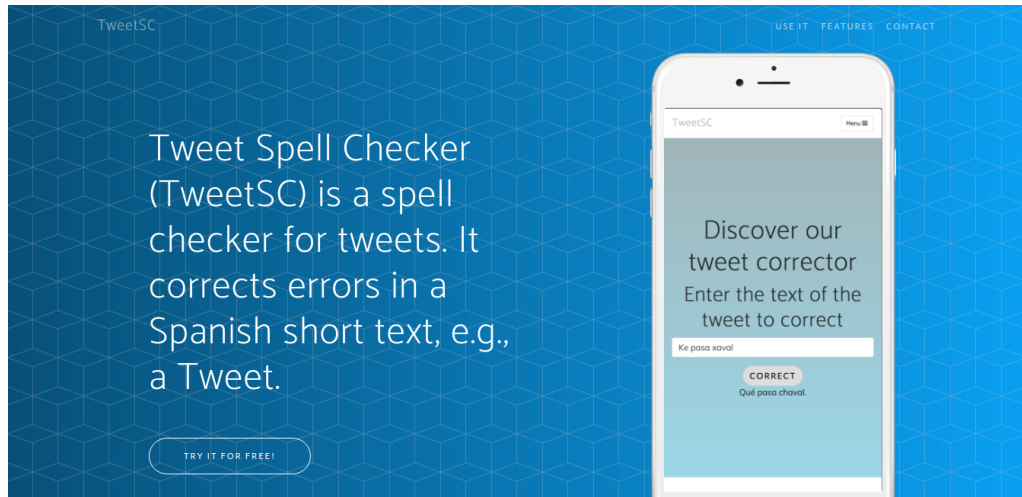 TweetSC
USE IT FEATURES CONTACT
Tweet Spell Checker
(TweetSC) is a spell
checker for tweets. It
corrects errors in a
Spanish short text, e.g.,
a Tweet.
TRY IT FOR FREE!
TweetSC
Menu
Discover our
tweet corrector
Enter the text of the
tweet to correct
Ke pasa xaval
CORRECT
Qué pasa chaval.